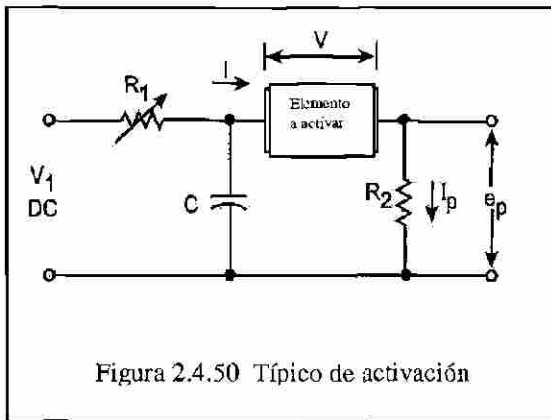 V
I
R1
Elemento
a activar
V1
DC
C
R2
Ip
ep
Figura 2.4.50 Típico de activación